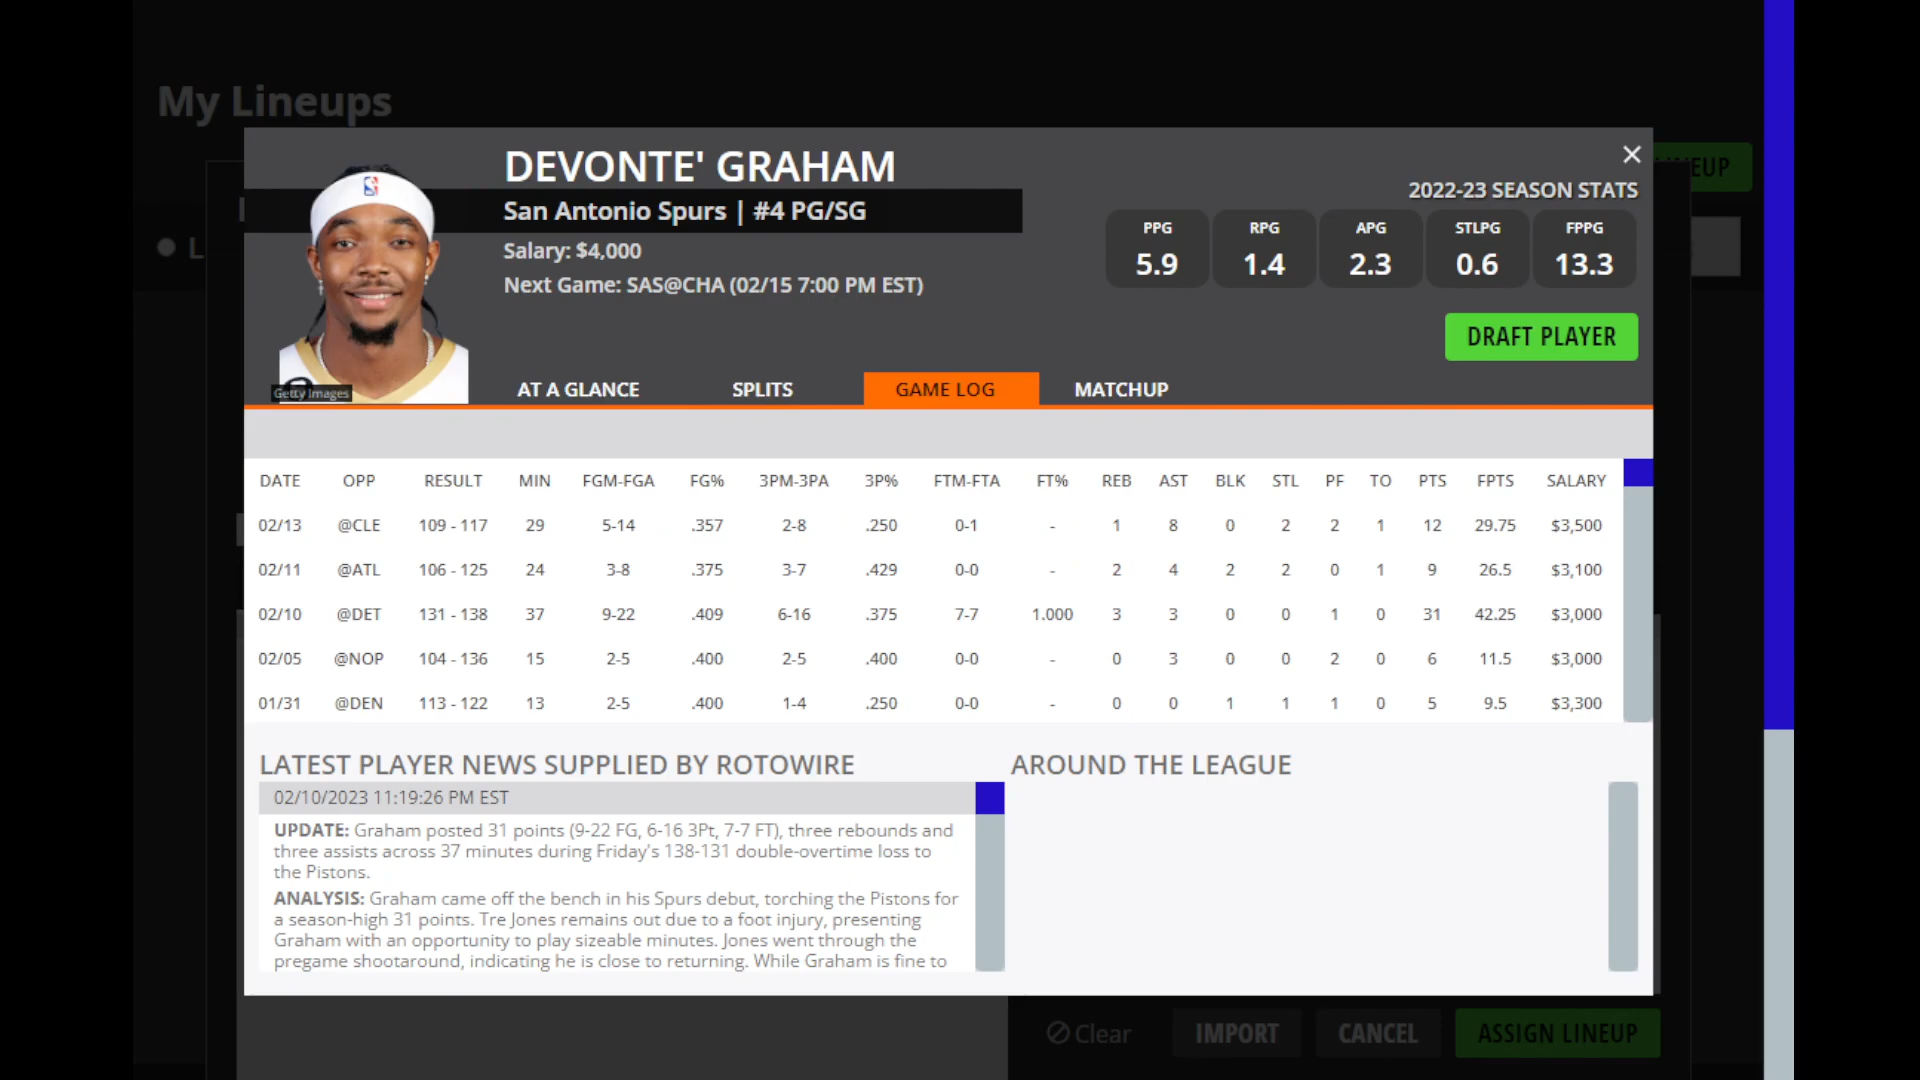 My Lineups
DEVONTE' GRAHAM
San Antonio Spurs | #4 PG/SG
Salary: $4,000
Next Game: SAS@CHA (02/15 7:00 PM EST)
2022-23 SEASON STATS
PPG RPG APG STLPG FPPG
5.9 1.4 2.3 0.6 13.3
DRAFT PLAYER
Getty Images
AT A GLANCE SPLITS GAME LOG MATCHUP
DATE OPP RESULT MIN FGM-FGA FG% 3PM-3PA 3P% FTM-FTA FT% REB AST BLK STL PF TO PTS FPTS SALARY
02/13 @CLE 109 - 117 29 5-14 .357 2-8 .250 0-1 - 1 8 0 2 2 1 12 29.75 $3,500
02/11 @ATL 106 - 125 24 3-8 .375 3-7 .429 0-0 - 2 4 2 2 0 1 9 26.5 $3,100
02/10 @DET 131 - 138 37 9-22 .409 6-16 .375 7-7 1.000 3 3 0 0 1 0 31 42.25 $3,000
02/05 @NOP 104 - 136 15 2-5 .400 2-5 .400 0-0 - 0 3 0 0 2 0 6 11.5 $3,000
01/31 @DEN 113 - 122 13 2-5 .400 1-4 .250 0-0 - 0 0 1 1 1 0 5 9.5 $3,300
LATEST PLAYER NEWS SUPPLIED BY ROTOWIRE
02/10/2023 11:19:26 PM EST
UPDATE: Graham posted 31 points (9-22 FG, 6-16 3Pt, 7-7 FT), three rebounds and
three assists across 37 minutes during Friday's 138-131 double-overtime loss to
the Pistons.
ANALYSIS: Graham came off the bench in his Spurs debut, torching the Pistons for
a season-high 31 points. Tre Jones remains out due to a foot injury, presenting
Graham with an opportunity to play sizeable minutes. Jones went through the
pregame shootaround, indicating he is close to returning. While Graham is fine to
AROUND THE LEAGUE
Clear IMPORT CANCEL ASSIGN LINEUP